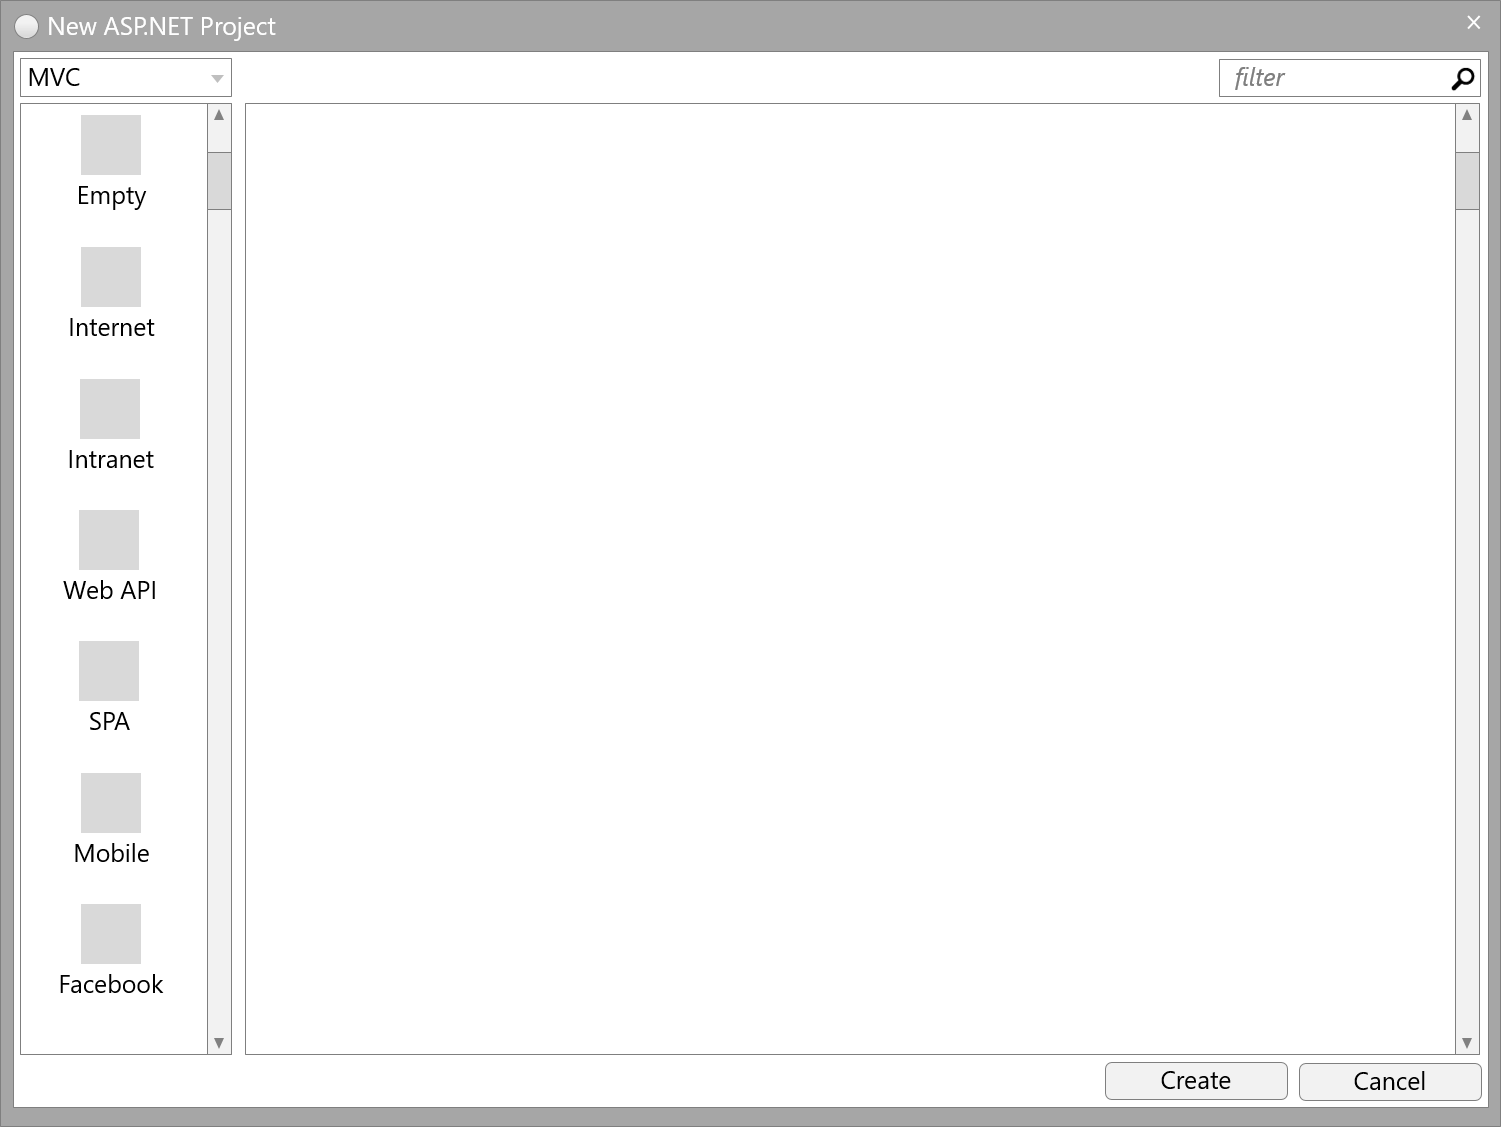 New ASP.NET Project
MVC
filter
Empty
Internet
Intranet
Web API
SPA
Mobile
Facebook
Create
Cancel